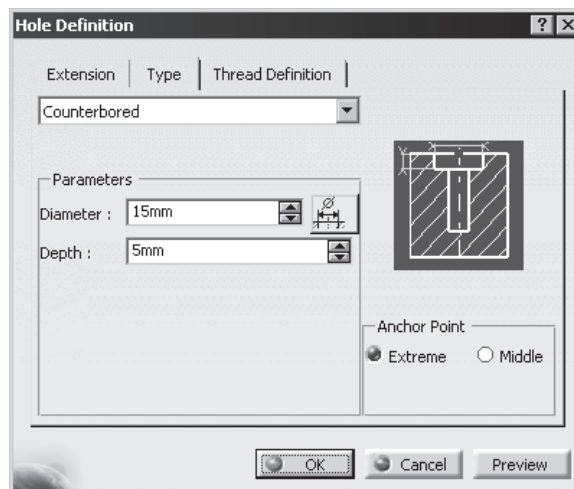 Hole Definition
Extension Type Thread Definition
Counterbored
Parameters
Diameter : 15mm
Depth : 5mm
Anchor Point
Extreme Middle
OK Cancel Preview